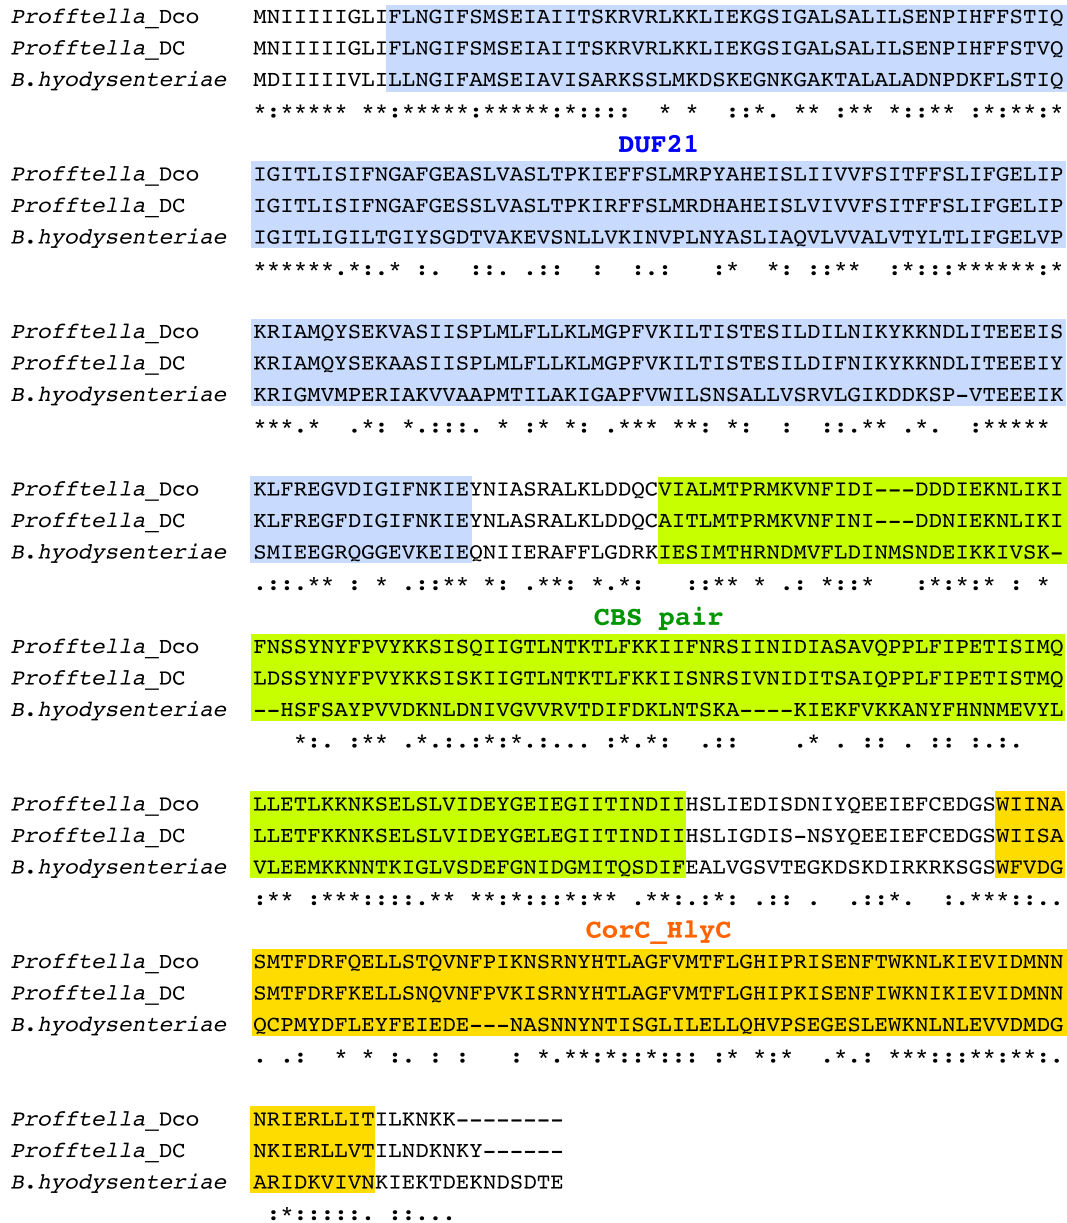 Profftella_Dco MNIIIIIGLIFLNGIFSMSEIAIITSKRVRLKKLIEKGSIGALSALILSENPIHFFSTIQ
Profftella_DC MNIIIIIGLIFLNGIFSMSEIAIITSKRVRLKKLIEKGSIGALSALILSENPIHFFSTVQ
B.hyodysenteriae MDIIIIIVLILLNGIFAMSEIAVISARKSSLMKDSKEGNKGAKTALALADNPDKFLSTIQ
*:***** **:*****:*****:*:::: * * ::*. ** :** *::** :*:**:*
DUF21
Profftella_Dco IGITLISIFNGAFGEASLVASLTPKIEFFSLMRPYAHEISLIIVVFSITFFSLIFGELIP
Profftella_DC IGITLISIFNGAFGESSLVASLTPKIRFFSLMRDHAHEISLVIVVFSITFFSLIFGELIP
B.hyodysenteriae IGITLIGILTGIYSGDTVAKEVSNLLVKINVPLNYASLIAQVLVVALVTYLTLIFGELVP
******.*:.* :. ::. .:: : :.: :* *: ::** :*:::******:*
Profftella_Dco KRIAMQYSEKVASIISPLMLFLLKLMGPFVKILTISTESILDILNIKYKKNDLITEEEIS
Profftella_DC KRIAMQYSEKAASIISPLMLFLLKLMGPFVKILTISTESILDIFNIKYKKNDLITEEEIY
B.hyodysenteriae KRIGMVMPERIAKVVAAPMTILAKIGAPFVWILSNSALLVSRVLGIKDDKSP-VTEEEIK
***.* .*: *.:::. * :* *: .*** **: *: : ::.** .*. :*****
Profftella_Dco KLFREGVDIGIFNKIEYNIASRALKLDDQCVIALMTPRMKVNFIDI---DDDIEKNLIKI
Profftella_DC KLFREGFDIGIFNKIEYNLASRALKLDDQCAITLMTPRMKVNFINI---DDNIEKNLIKI
B.hyodysenteriae SMIEEGRQGGEVKEIEQNIIERAFFLGDRKIESIMTHRNDMVFLDINMSNDEIKKIVSK-
.::.** : * .::** *: .**: *.*: ::** * .: *::* :*:*:* : *
CBS pair
Profftella_Dco FNSSYNYFPVYKKSISQIIGTLNTKTLFKKIIFNRSIINIDIASAVQPPLFIPETISIMQ
Profftella_DC LDSSYNYFPVYKKSISKIIGTLNTKTLFKKIISNRSIVNIDITSAIQPPLFIPETISTMQ
B.hyodysenteriae --HSFSAYPVVDKNLDNIVGVVRVTDIFDKLNTSKA----KIEKFVKKANYFHNNMEVYL
*:. :** .*.:.:*:*.:... :*.*: .:: .* . :: . :: :.:.
Profftella_Dco LLETLKKNKSELSLVIDEYGEIEGIITINDIIHSLIEDISDNIYQEEIEFCEDGSWIINA
Profftella_DC LLETFKKNKSELSLVIDEYGELEGIITINDIIHSLIGDIS-NSYQEEIEFCEDGSWIISA
B.hyodysenteriae VLEEMKKNNTKIGLVSDEFGNIDGMITQSDIFEALVGSVTEGKDSKDIRKRKSGSWFVDG
:** :***::::.** **:*:::*:** .**:.:*: .:: . .::*. :.***::..
CorC_HlyC
Profftella_Dco SMTFDRFQELLSTQVNFPIKNSRNYHTLAGFVMTFLGHIPRISENFTWKNLKIEVIDMNN
Profftella_DC SMTFDRFKELLSNQVNFPVKISRNYHTLAGFVMTFLGHIPKISENFIWKNIKIEVIDMNN
B.hyodysenteriae QCPMYDFLEYFEIEDE---NASNNYNTISGLILELLQHVPSEGESLEWKNLNLEVVDMDG
. .: * * :. : : : *.**:*::*::: :* *:* .*.: ***:::**:**:.
Profftella_Dco NRIERLLITILKNKK--------
Profftella_DC NKIERLLVTILNDKNKY------
B.hyodysenteriae ARIDKVIVNKIEKTDEKNDSDTE
:*:::::. ::...